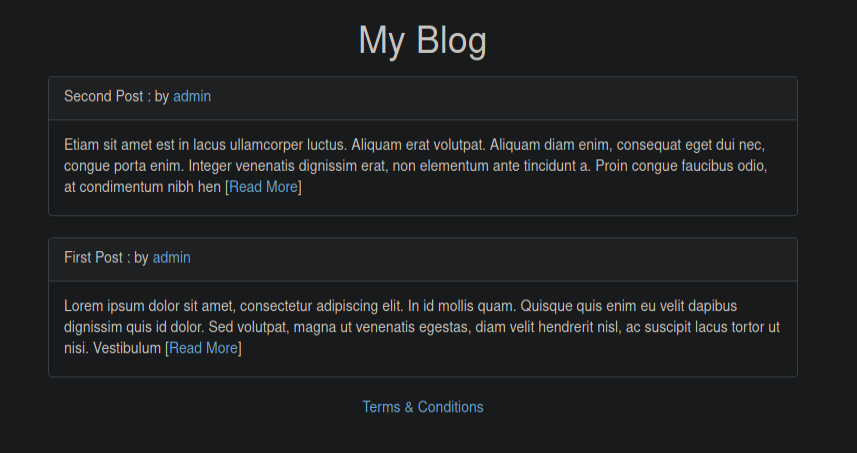 My Blog
Second Post : by admin
Etiam sit amet est in lacus ullamcorper luctus. Aliquam erat volutpat. Aliquam diam enim, consequat eget dui nec,
congue porta enim. Integer venenatis dignissim erat, non elementum ante tincidunt a. Proin congue faucibus odio,
at condimentum nibh hen [Read More]
First Post : by admin
Lorem ipsum dolor sit amet, consectetur adipiscing elit. In id mollis quam. Quisque quis enim eu velit dapibus
dignissim quis id dolor. Sed volutpat, magna ut venenatis egestas, diam velit hendrerit nisl, ac suscipit lacus tortor ut
nisi. Vestibulum [Read More]
Terms & Conditions